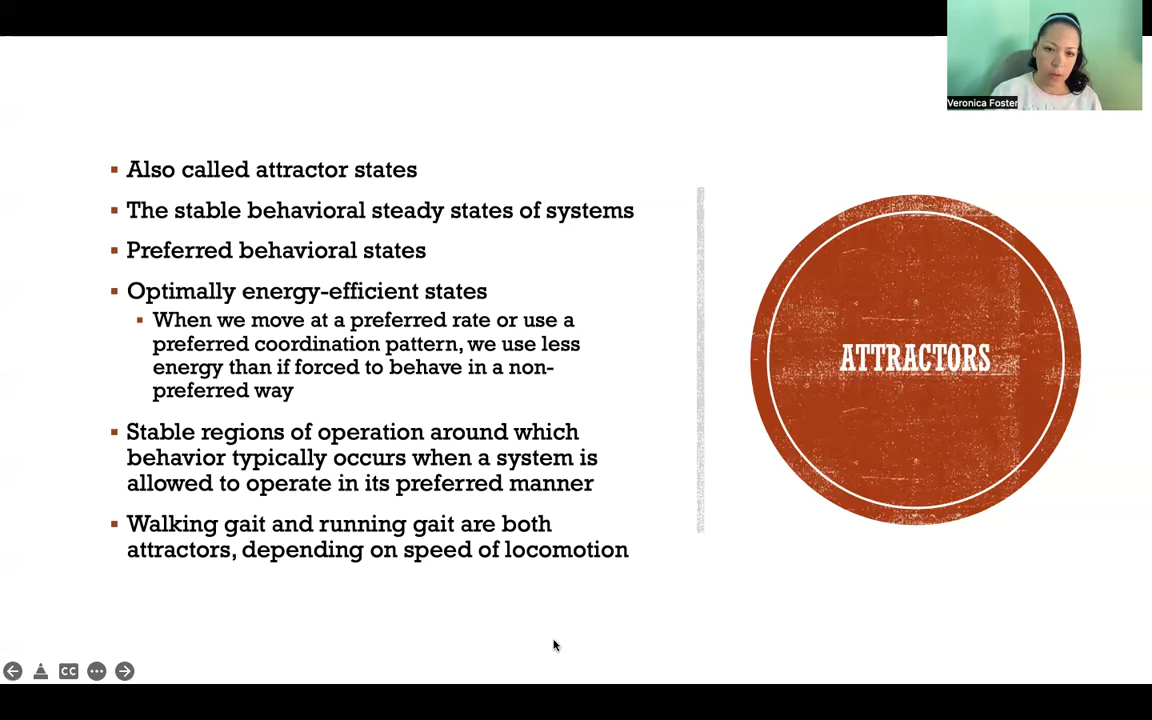 Veronica Foster
Also called attractor states
The stable behavioral steady states of systems
Preferred behavioral states
Optimally energy-efficient states
When we move at a preferred rate or use a
preferred coordination pattern, we use less
energy than if forced to behave in a non-
preferred way
Stable regions of operation around which
behavior typically occurs when a system is
allowed to operate in its preferred manner
Walking gait and running gait are both
attractors, depending on speed of locomotion
ATTRACTORS
CC